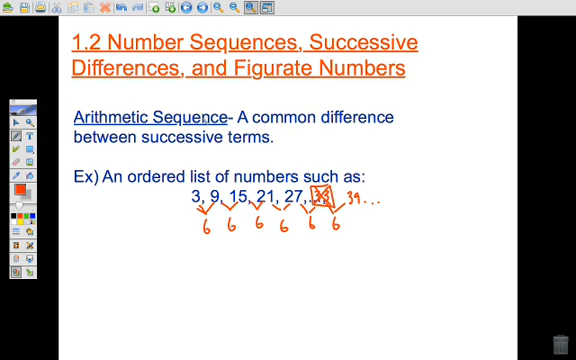 1.2 Number Sequences, Successive
Differences, and Figurate Numbers
Arithmetic Sequence- A common difference
between successive terms.
Ex) An ordered list of numbers such as:
3, 9, 15, 21, 27, 33 39...
6 6 6 6 6 6